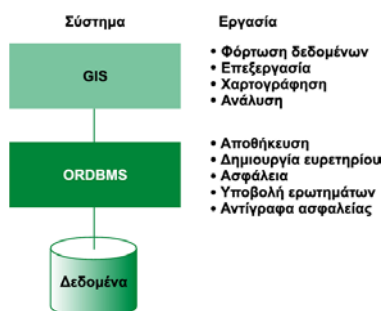 Σύστημα Εργασία
GIS
• Φόρτωση δεδομένων
• Επεξεργασία
• Χαρτογράφηση
• Ανάλυση
ORDBMS
• Αποθήκευση
• Δημιουργία ευρετηρίου
• Ασφάλεια
• Υποβολή ερωτημάτων
• Αντίγραφα ασφαλείας
Δεδομένα